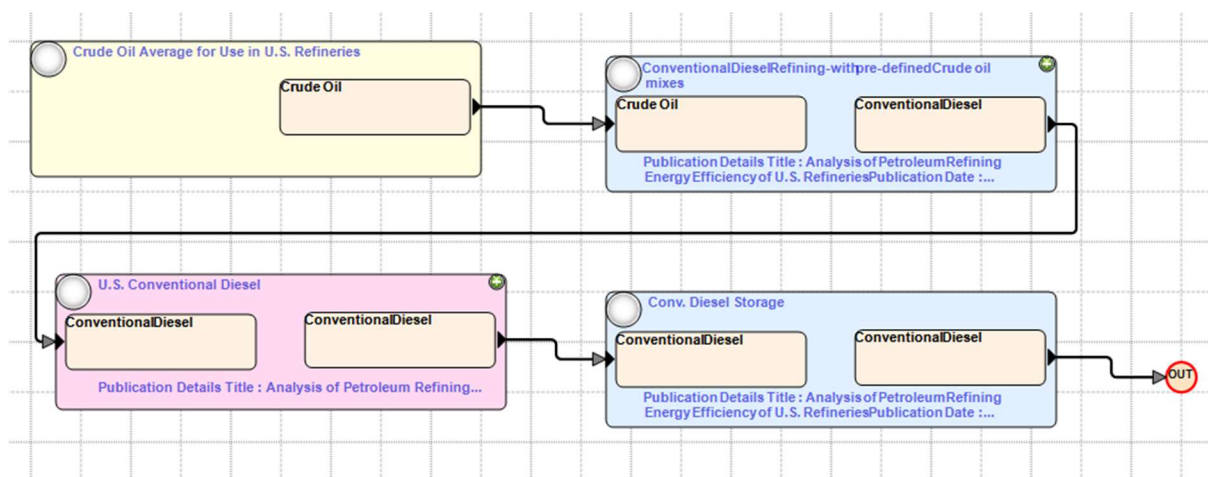 Crude Oil Average for Use in U.S. Refineries
Crude Oil
ConventionalDieselRefining-withpre-definedCrude oil
mixes
Crude Oil
ConventionalDiesel
Publication Details Title : Analysis of Petroleum Refining
Energy Efficiency of U.S. RefineriesPublication Date :...
U.S. Conventional Diesel
ConventionalDiesel
ConventionalDiesel
Publication Details Title : Analysis of Petroleum Refining...
Conv. Diesel Storage
ConventionalDiesel
ConventionalDiesel
Publication Details Title : Analysis of Petroleum Refining
Energy Efficiency of U.S. RefineriesPublication Date :...
OUT